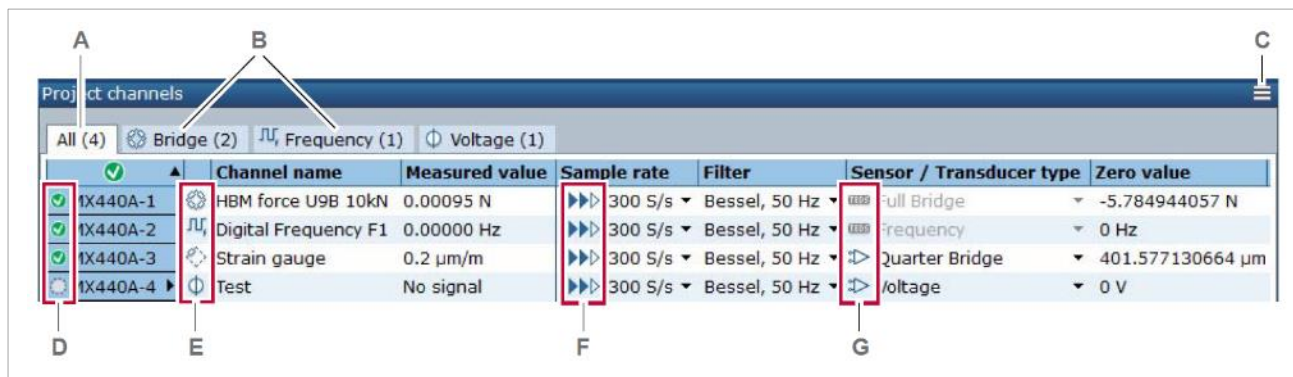 A B C
Project channels
All (4) Bridge (2) Frequency (1) Voltage (1)
Channel name Measured value Sample rate Filter Sensor / Transducer type Zero value
MX440A-1 HBM force U9B 10kN 0.00095 N 300 S/s Bessel, 50 Hz Full Bridge -5.784944057 N
MX440A-2 Digital Frequency F1 0.00000 Hz 300 S/s Bessel, 50 Hz Frequency 0 Hz
MX440A-3 Strain gauge 0.2 µm/m 300 S/s Bessel, 50 Hz Quarter Bridge 401.577130664 µm
MX440A-4 Test No signal 300 S/s Bessel, 50 Hz Voltage 0 V
D E F G